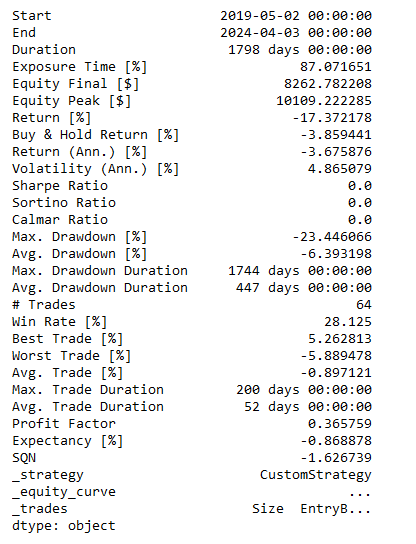 Start 2019-05-02 00:00:00
End 2024-04-03 00:00:00
Duration 1798 days 00:00:00
Exposure Time [%] 87.071651
Equity Final [$] 8262.782208
Equity Peak [$] 10109.222285
Return [%] -17.372178
Buy & Hold Return [%] -3.859441
Return (Ann.) [%] -3.675876
Volatility (Ann.) [%] 4.865079
Sharpe Ratio 0.0
Sortino Ratio 0.0
Calmar Ratio 0.0
Max. Drawdown [%] -23.446066
Avg. Drawdown [%] -6.393198
Max. Drawdown Duration 1744 days 00:00:00
Avg. Drawdown Duration 447 days 00:00:00
# Trades 64
Win Rate [%] 28.125
Best Trade [%] 5.262813
Worst Trade [%] -5.889478
Avg. Trade [%] -0.897121
Max. Trade Duration 200 days 00:00:00
Avg. Trade Duration 52 days 00:00:00
Profit Factor 0.365759
Expectancy [%] -0.868878
SQN -1.626739
_strategy CustomStrategy
_equity_curve ...
_trades Size EntryB...
dtype: object